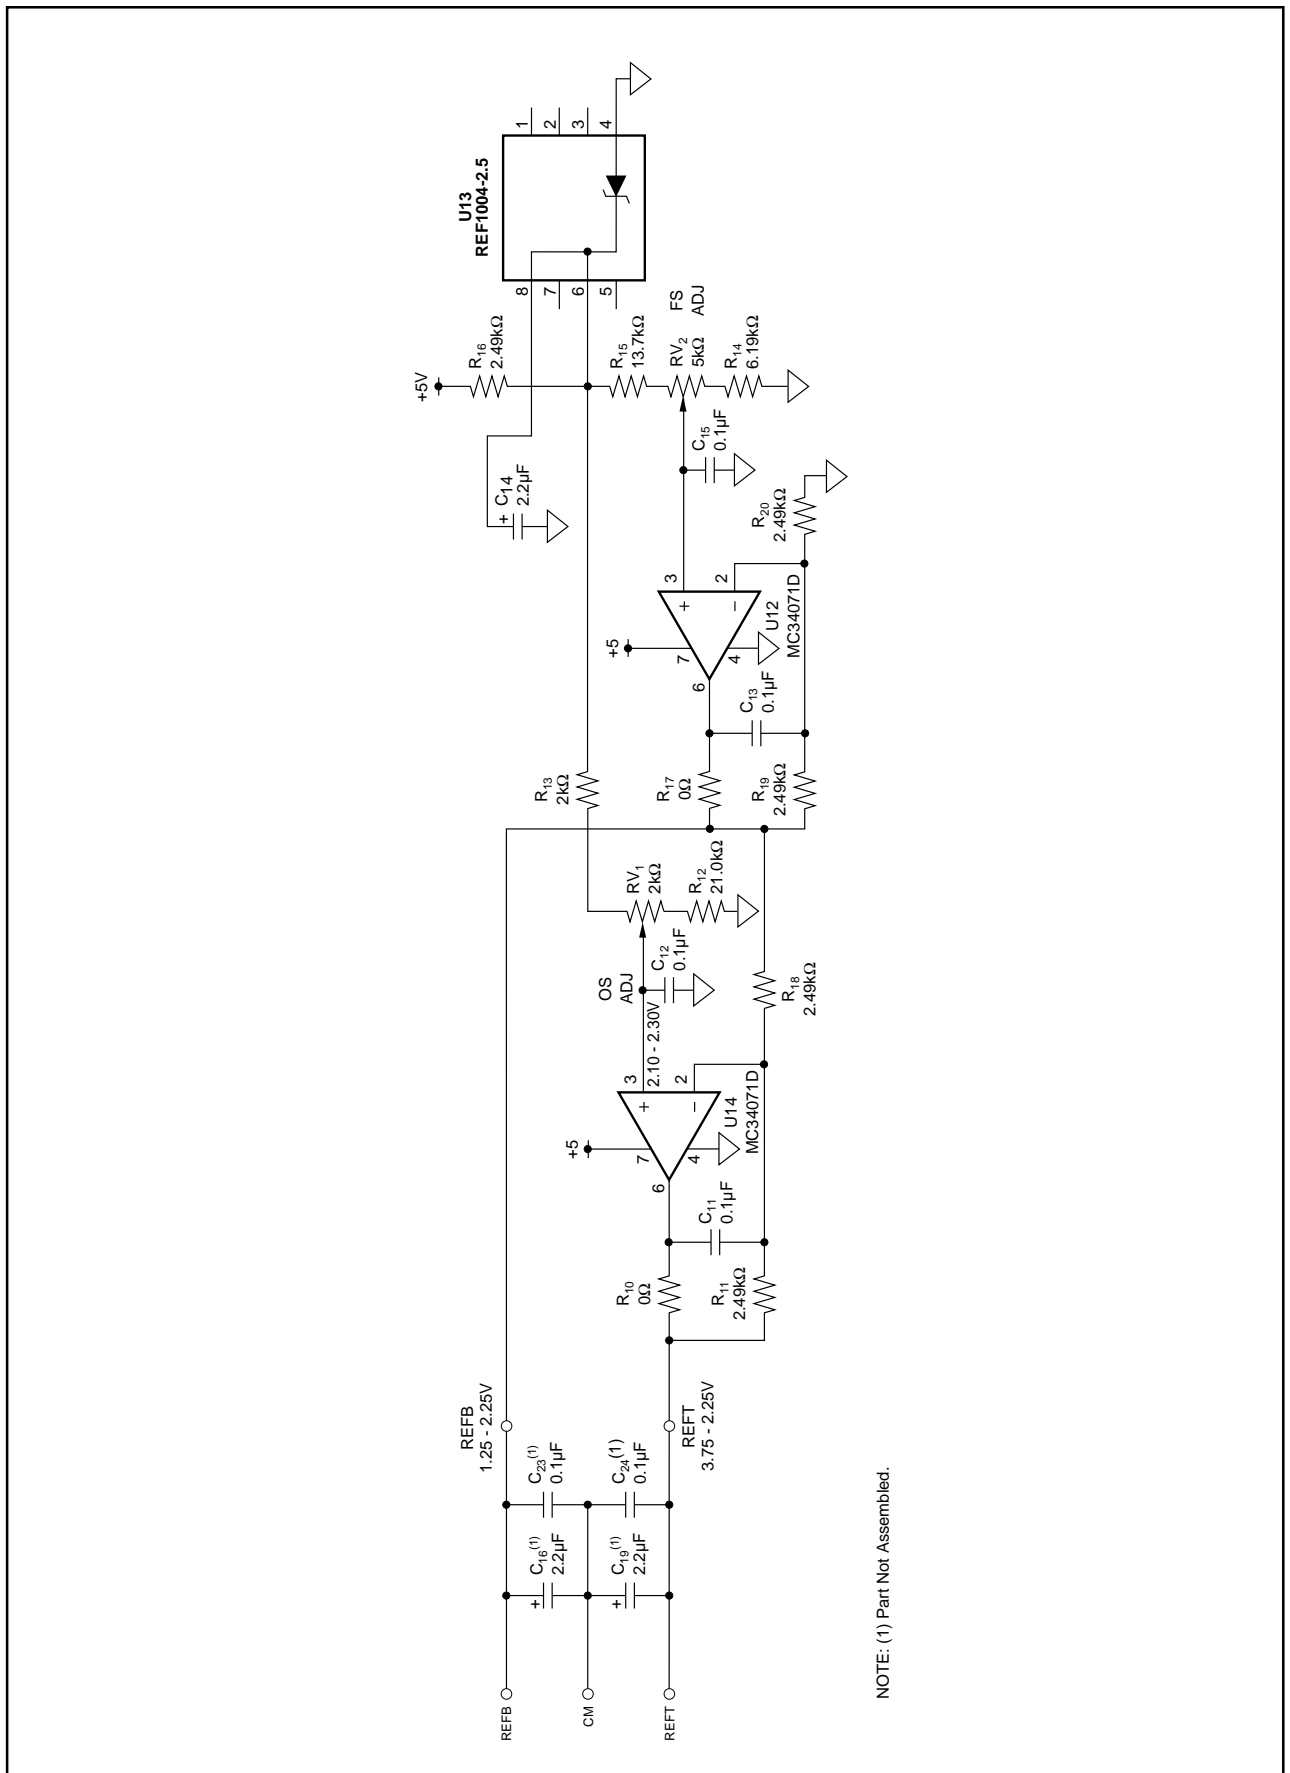 U13
REF1004-2.5
1
2
3
4
8
7
6
5
+5V
R16
2.49kΩ
R15
13.7kΩ
RV2
5kΩ
FS
ADJ
R14
6.19kΩ
+
C14
2.2µF
C15
0.1µF
R20
2.49kΩ
3
2
+
–
+5
7
4
6
U12
MC34071D
C13
0.1µF
R13
2kΩ
R17
0Ω
R19
2.49kΩ
RV1
2kΩ
R12
21.0kΩ
OS
ADJ
C12
0.1µF
2.10 - 2.30V
R18
2.49kΩ
3
2
+
–
+5
7
4
6
U14
MC34071D
C11
0.1µF
R10
0Ω
R11
2.49kΩ
REFB
1.25 - 2.25V
REFT
3.75 - 2.25V
C23(1)
0.1µF
C24(1)
0.1µF
+
C16(1)
2.2µF
+
C19(1)
2.2µF
REFB
CM
REFT
NOTE: (1) Part Not Assembled.